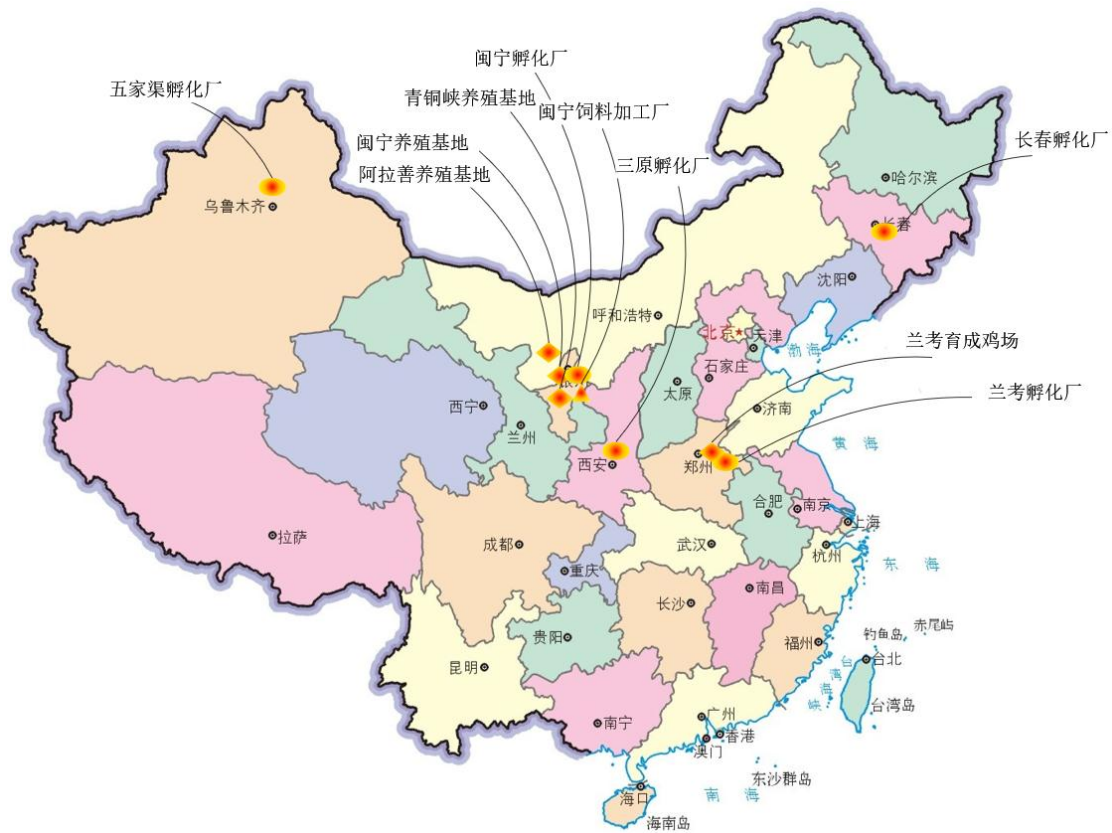 闽宁孵化厂
五家渠孵化厂
青铜峡养殖基地
闽宁饲料加工厂
闽宁养殖基地
三原孵化厂
长春孵化厂
阿拉善养殖基地
哈尔滨
乌鲁木齐
长春
沈阳
呼和浩特
北京
天津
渤海
兰考育成鸡场
石家庄
太原
兰考孵化厂
西宁
济南
兰州
黄海
西安
郑州
合肥
南京
上海
拉萨
成都
武汉
杭州
重庆
东海
南昌
长沙
贵阳
福州
钓鱼岛
赤尾屿
昆明
台北
台湾海峡
台湾岛
南宁
广州
香港
澳门
东沙群岛
海口
南海
海南岛